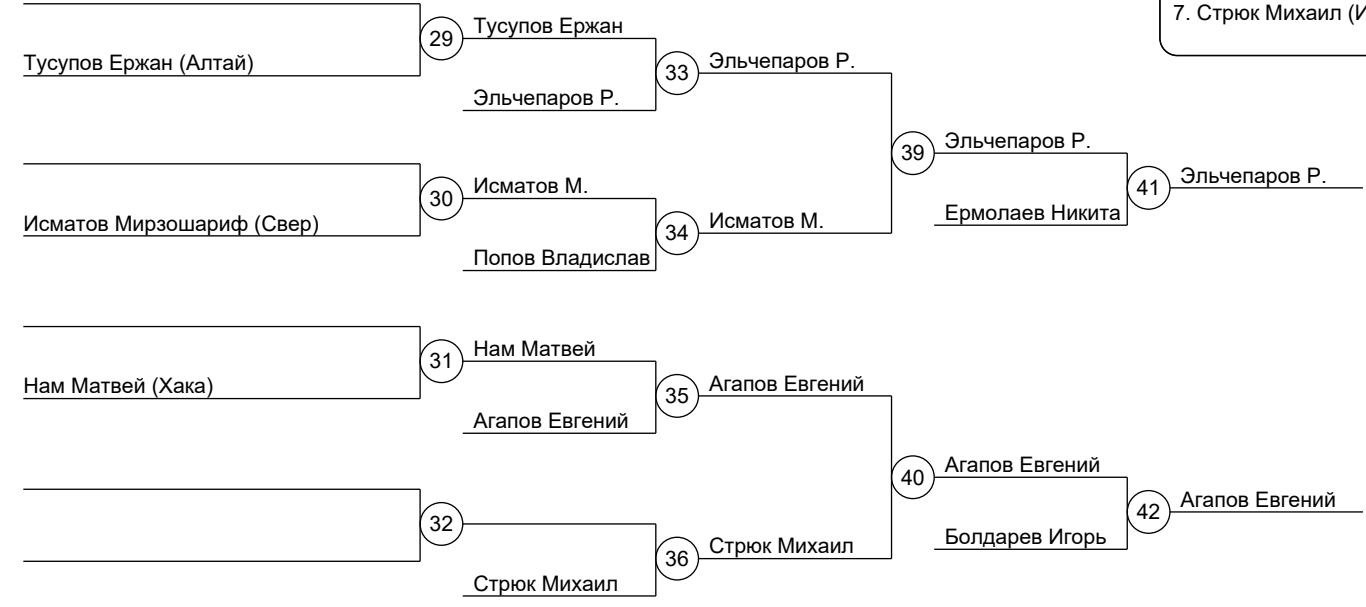 7. Стрюк Михаил (И
29
Тусупов Ержан
Тусупов Ержан (Алтай)
33
Эльчепаров Р.
Эльчепаров Р.
39
Эльчепаров Р.
30
Исматов М.
41
Эльчепаров Р.
Исматов Мирзошариф (Свер)
34
Исматов М.
Ермолаев Никита
Попов Владислав
31
Нам Матвей
Нам Матвей (Хака)
35
Агапов Евгений
Агапов Евгений
40
Агапов Евгений
32
42
Агапов Евгений
36
Стрюк Михаил
Болдарев Игорь
Стрюк Михаил